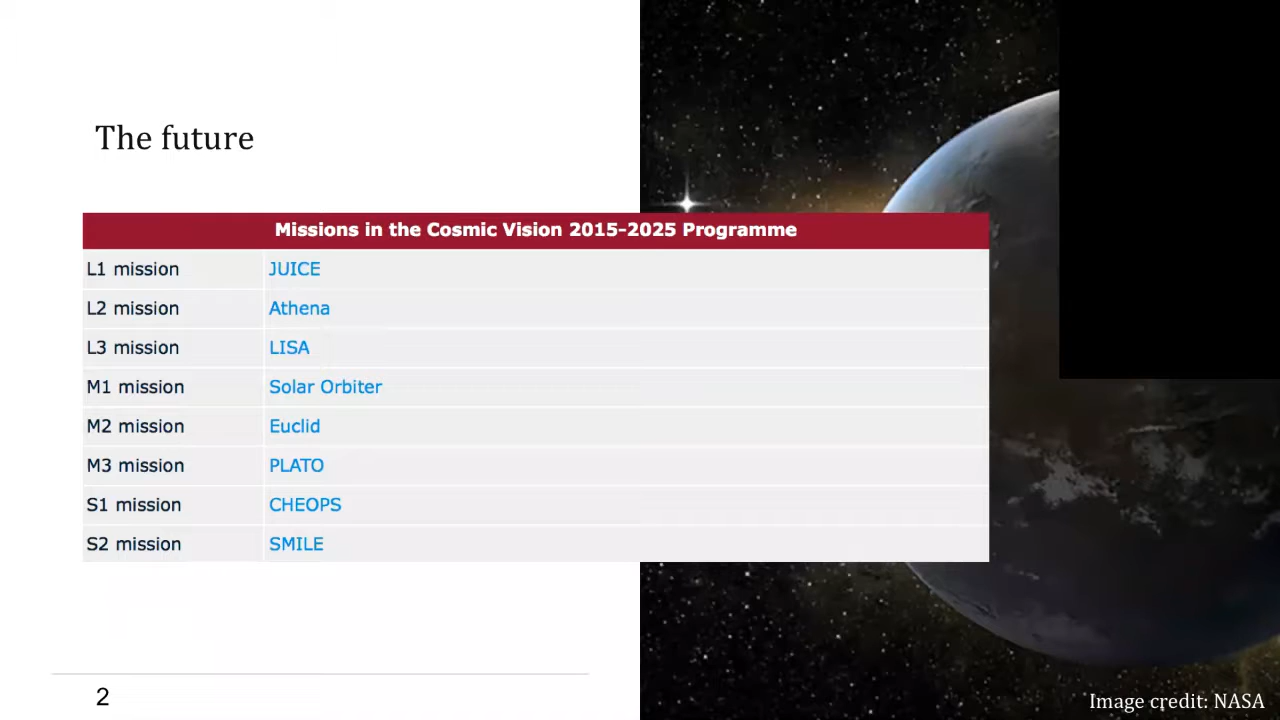 The future
Missions in the Cosmic Vision 2015-2025 Programme
L1 mission JUICE
L2 mission Athena
L3 mission LISA
M1 mission Solar Orbiter
M2 mission Euclid
M3 mission PLATO
S1 mission CHEOPS
S2 mission SMILE
2
Image credit: NASA